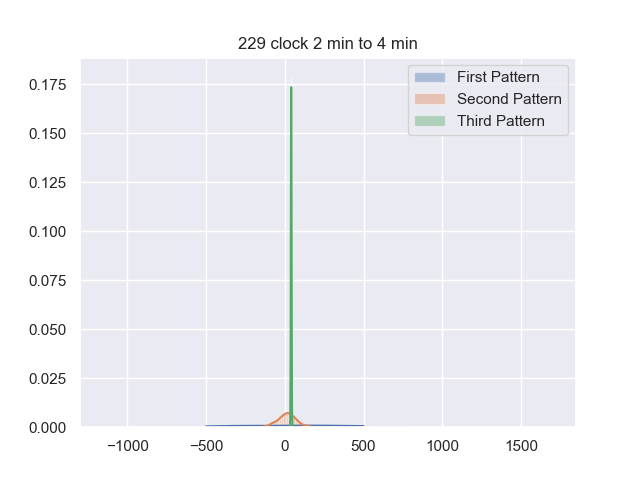 229 clock 2 min to 4 min
First Pattern
Second Pattern
Third Pattern
0.175
0.150
0.125
0.100
0.075
0.050
0.025
0.000
−1000 −500 0 500 1000 1500